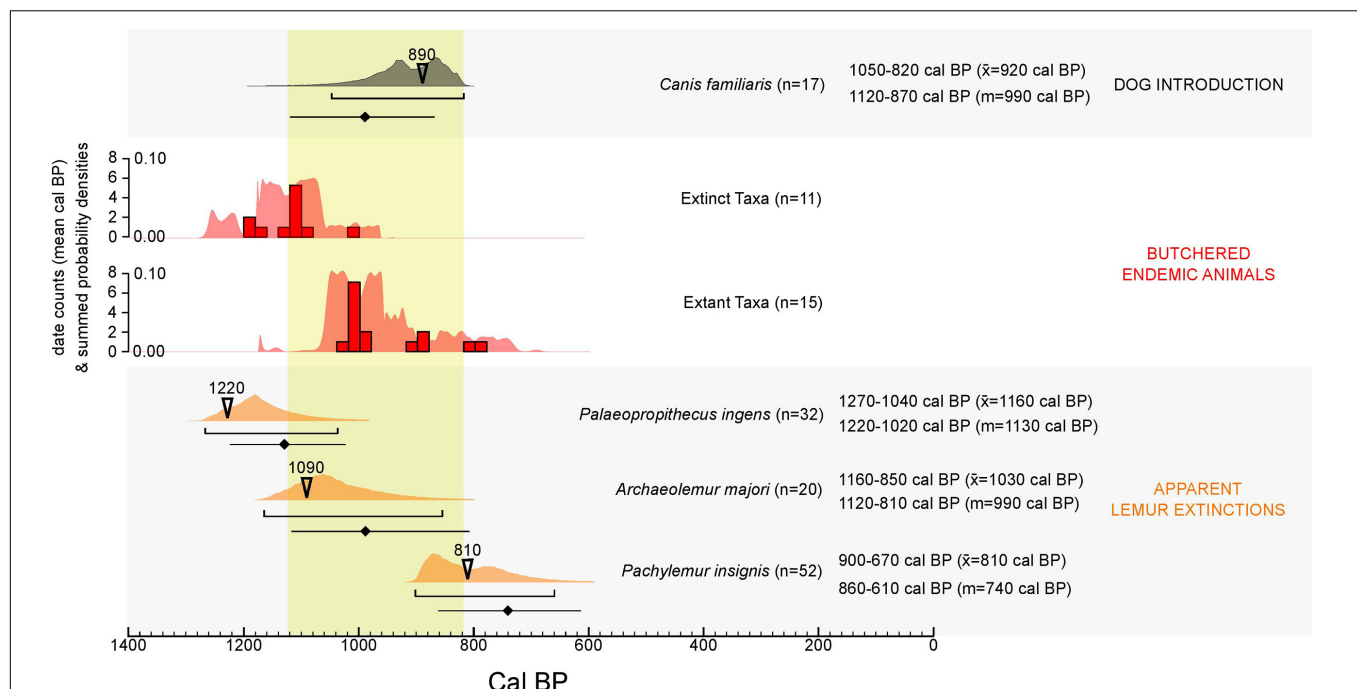 890
Canis familiaris (n=17)
1050-820 cal BP (x̄=920 cal BP)
1120-870 cal BP (m=990 cal BP)
DOG INTRODUCTION
date counts (mean cal BP)
& summed probability densities
8 0.10
6
4
2
0 0.00
Extinct Taxa (n=11)
8 0.10
6
4
2
0 0.00
Extant Taxa (n=15)
BUTCHERED
ENDEMIC ANIMALS
1220
Palaeopropithecus ingens (n=32)
1270-1040 cal BP (x̄=1160 cal BP)
1220-1020 cal BP (m=1130 cal BP)
1090
Archaeolemur majori (n=20)
1160-850 cal BP (x̄=1030 cal BP)
1120-810 cal BP (m=990 cal BP)
APPARENT
LEMUR EXTINCTIONS
810
Pachylemur insignis (n=52)
900-670 cal BP (x̄=810 cal BP)
860-610 cal BP (m=740 cal BP)
1400 1200 1000 800 600 400 200 0
Cal BP